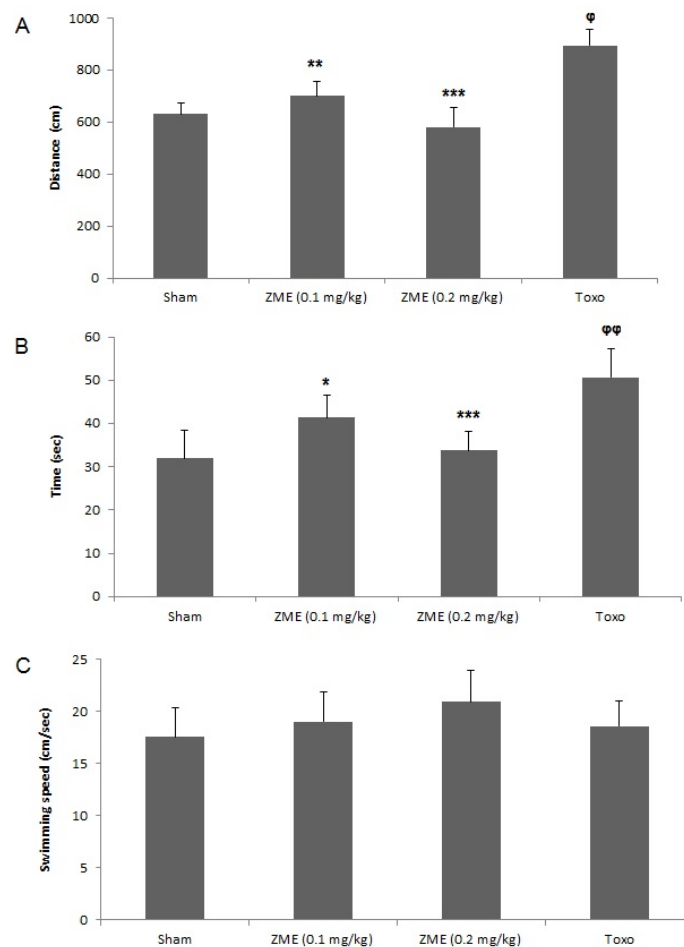 A
1000
800
600
400
200
0
Distance (cm)
**
***
φ
Sham ZME (0.1 mg/kg) ZME (0.2 mg/kg) Toxo
B
60
50
40
30
20
10
0
Time (sec)
*
***
φφ
Sham ZME (0.1 mg/kg) ZME (0.2 mg/kg) Toxo
C
25
20
15
10
5
0
Swimming speed (cm/sec)
Sham ZME (0.1 mg/kg) ZME (0.2 mg/kg) Toxo